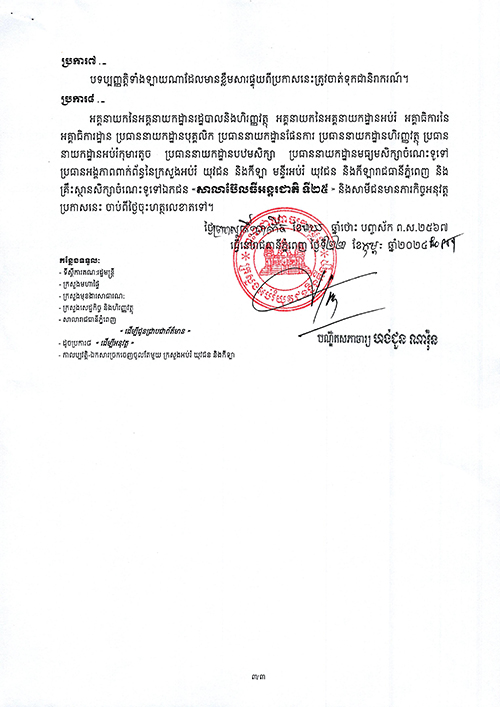 ប្រការ៧ .-
បទប្បញ្ញត្តិទាំងឡាយណាដែលមានខ្លឹមសារផ្ទុយពីប្រកាសនេះត្រូវចាត់ទុកជានិរាករណ៍។
ប្រការ៨ .-
អគ្គនាយកនៃអគ្គនាយកដ្ឋានរដ្ឋបាលនិងហិរញ្ញវត្ថុ អគ្គនាយកនៃអគ្គនាយកដ្ឋានអប់រំ អគ្គាធិការនៃ
អគ្គាធិការដ្ឋាន ប្រធាននាយកដ្ឋានបុគ្គលិក ប្រធាននាយកដ្ឋានផែនការ ប្រធាននាយកដ្ឋានហិរញ្ញវត្ថុ ប្រធាន
នាយកដ្ឋានអប់រំកុមារតូច ប្រធាននាយកដ្ឋានបឋមសិក្សា ប្រធាននាយកដ្ឋានមធ្យមសិក្សាចំណេះទូទៅ
ប្រធានអង្គភាពពាក់ព័ន្ធនៃក្រសួងអប់រំ យុវជន និងកីឡា មន្ទីរអប់រំ យុវជន និងកីឡារាជធានីភ្នំពេញ និង
គ្រឹះស្ថានសិក្សាចំណេះទូទៅឯកជន «សាលាប៊ែលធីអន្តរជាតិ ទី២៥» និងសាមីជនមានភារកិច្ចអនុវត្ត
ប្រកាសនេះ ចាប់ពីថ្ងៃចុះហត្ថលេខាតទៅ។
ថ្ងៃ ខែ ឆ្នាំថោះ បញ្ចស័ក ព.ស.២៥៦៧
ធ្វើនៅរាជធានីភ្នំពេញ ថ្ងៃទី២២ ខែកុម្ភៈ ឆ្នាំ២០២៤
កន្លែងទទួល:
- ទីស្តីការគណៈរដ្ឋមន្ត្រី
- ក្រសួងមហាផ្ទៃ
- ក្រសួងមុខងារសាធារណៈ
- ក្រសួងសេដ្ឋកិច្ច និងហិរញ្ញវត្ថុ
- សាលារាជធានីភ្នំពេញ
«ដើម្បីជូនជ្រាបជាព័ត៌មាន»
- ដូចប្រការ៨ «ដើម្បីអនុវត្ត»
- កាលប្បវត្តិ-ឯកសារច្រកចេញចូលតែមួយ ក្រសួងអប់រំ យុវជន និងកីឡា
បណ្ឌិតសភាចារ្យ ហង់ជួន ណារ៉ុន
៣/៣